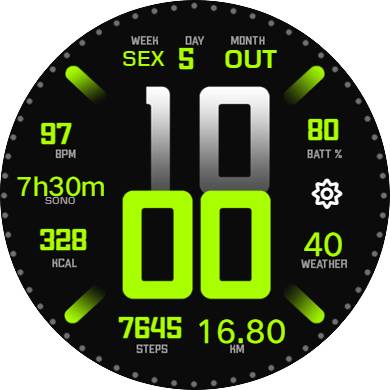 WEEK DAY MONTH
SEX 5 OUT
10
00
97
BPM
7h30m
SONO
328
KCAL
80
BATT %
40
WEATHER
7645
STEPS
16.80
KM